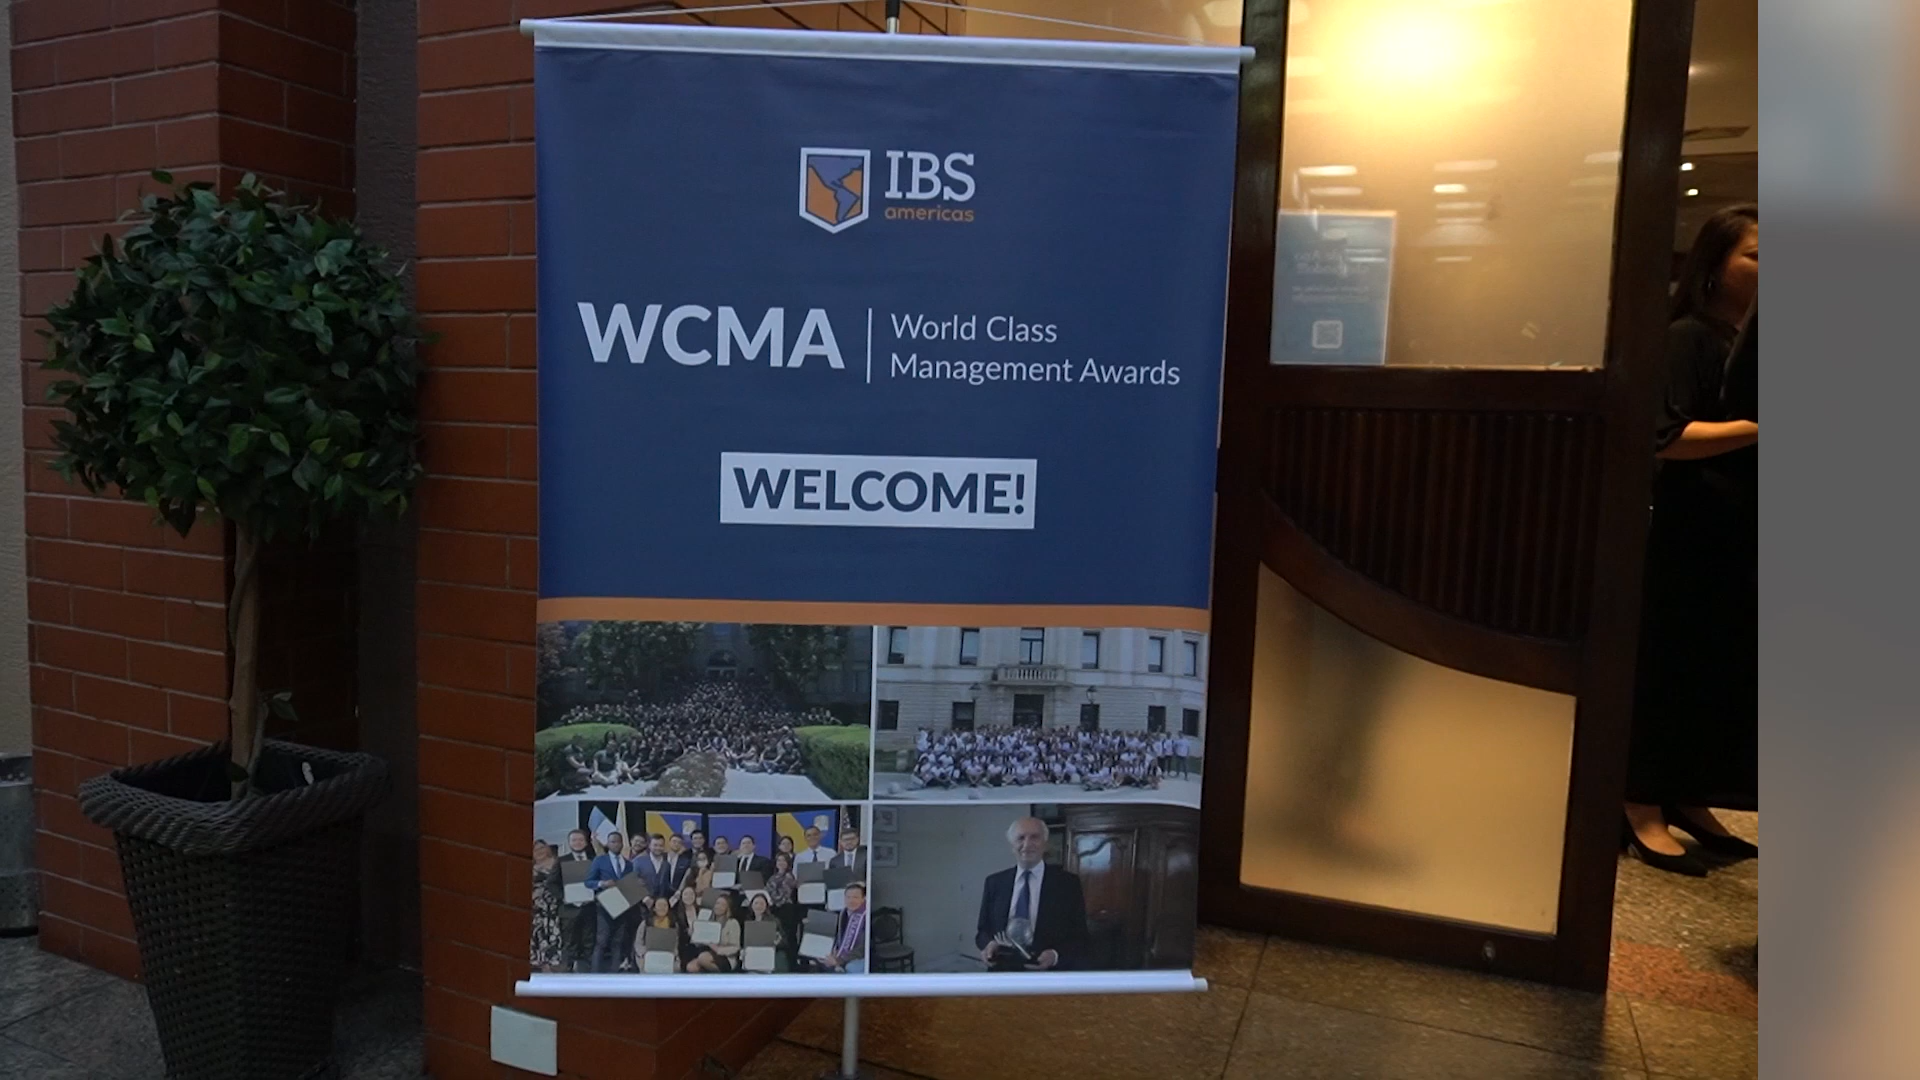 IBS
americas
WCMA
World Class
Management Awards
WELCOME!